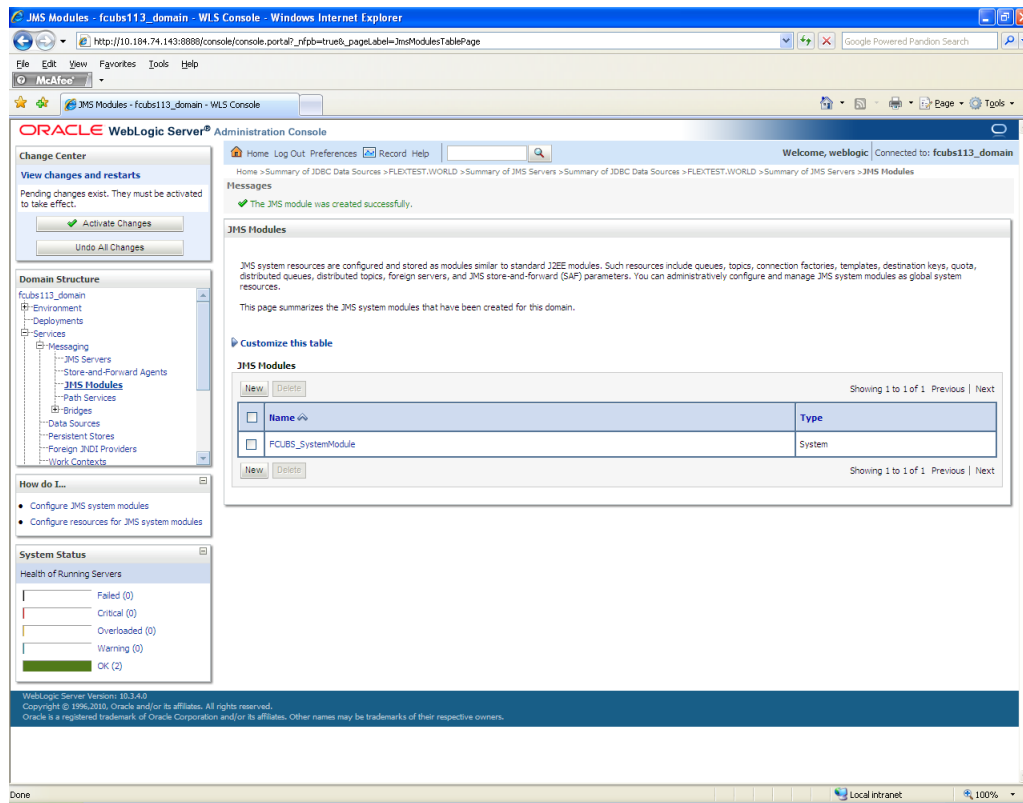 JMS Modules - fcubs113_domain - WLS Console - Windows Internet Explorer
http://10.184.74.143:8888/console/console.portal?_nfpb=true&_pageLabel=JmsModulesTablePage
Google Powered Pandion Search
File Edit View Favorites Tools Help
McAfee
JMS Modules - fcubs113_domain - WLS Console
Page Tools
ORACLE WebLogic Server® Administration Console
Change Center
View changes and restarts
Pending changes exist. They must be activated
to take effect.
Activate Changes
Undo All Changes
Domain Structure
fcubs113_domain
Environment
Deployments
Services
Messaging
JMS Servers
Store-and-Forward Agents
JMS Modules
Path Services
Bridges
Data Sources
Persistent Stores
Foreign JNDI Providers
Work Contexts
How do I...
Configure JMS system modules
Configure resources for JMS system modules
System Status
Health of Running Servers
Failed (0)
Critical (0)
Overloaded (0)
Warning (0)
OK (2)
Home Log Out Preferences Record Help
Welcome, weblogic Connected to: fcubs113_domain
Home >Summary of JDBC Data Sources >FLEXTEST.WORLD >Summary of JMS Servers >Summary of JDBC Data Sources >FLEXTEST.WORLD >Summary of JMS Servers >JMS Modules
Messages
The JMS module was created successfully.
JMS Modules
JMS system resources are configured and stored as modules similar to standard J2EE modules. Such resources include queues, topics, connection factories, templates, destination keys, quota,
distributed queues, distributed topics, foreign servers, and JMS store-and-forward (SAF) parameters. You can administratively configure and manage JMS system modules as global system
resources.
This page summarizes the JMS system modules that have been created for this domain.
Customize this table
JMS Modules
New Delete Showing 1 to 1 of 1 Previous | Next
Name Type
FCUBS_SystemModule System
New Delete Showing 1 to 1 of 1 Previous | Next
WebLogic Server Version: 10.3.4.0
Copyright © 1996,2010, Oracle and/or its affiliates. All rights reserved.
Oracle is a registered trademark of Oracle Corporation and/or its affiliates. Other names may be trademarks of their respective owners.
Done Local intranet 100%